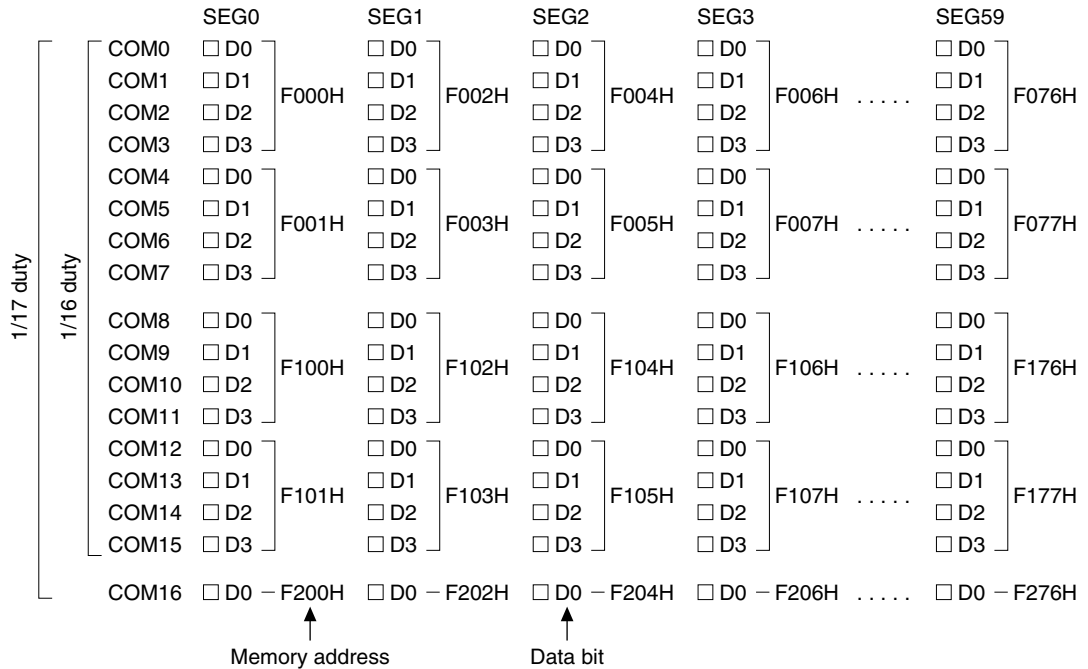 SEG0 SEG1 SEG2 SEG3 SEG59
COM0 □ D0 □ D0 □ D0 □ D0 □ D0
COM1 □ D1 □ D1 □ D1 □ D1 □ D1
F000H F002H F004H F006H ..... F076H
COM2 □ D2 □ D2 □ D2 □ D2 □ D2
COM3 □ D3 □ D3 □ D3 □ D3 □ D3
COM4 □ D0 □ D0 □ D0 □ D0 □ D0
COM5 □ D1 □ D1 □ D1 □ D1 □ D1
F001H F003H F005H F007H ..... F077H
COM6 □ D2 □ D2 □ D2 □ D2 □ D2
COM7 □ D3 □ D3 □ D3 □ D3 □ D3
1/17 duty
1/16 duty
COM8 □ D0 □ D0 □ D0 □ D0 □ D0
COM9 □ D1 □ D1 □ D1 □ D1 □ D1
F100H F102H F104H F106H ..... F176H
COM10 □ D2 □ D2 □ D2 □ D2 □ D2
COM11 □ D3 □ D3 □ D3 □ D3 □ D3
COM12 □ D0 □ D0 □ D0 □ D0 □ D0
COM13 □ D1 □ D1 □ D1 □ D1 □ D1
F101H F103H F105H F107H ..... F177H
COM14 □ D2 □ D2 □ D2 □ D2 □ D2
COM15 □ D3 □ D3 □ D3 □ D3 □ D3
COM16 □ D0 – F200H □ D0 – F202H □ D0 – F204H □ D0 – F206H ..... □ D0 – F276H
Memory address Data bit